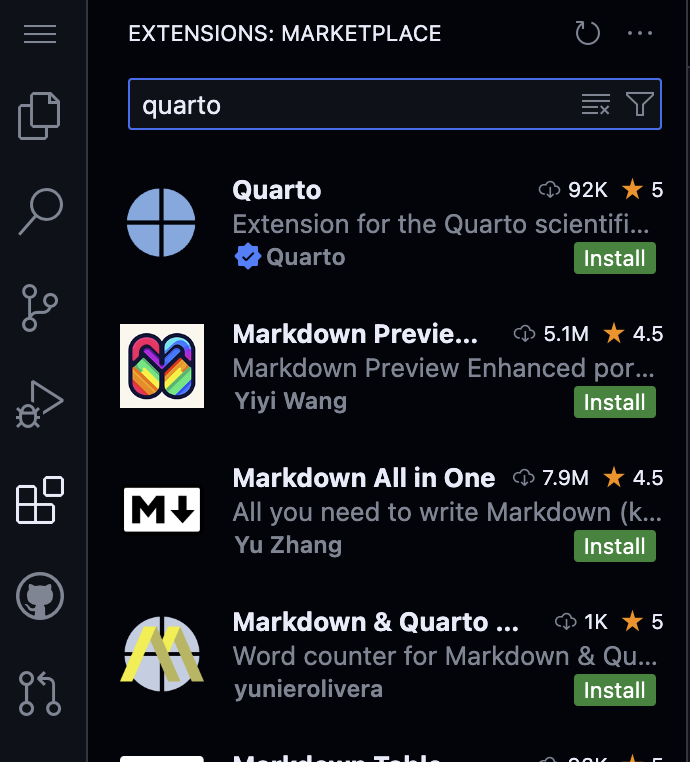 EXTENSIONS: MARKETPLACE
quarto
Quarto 92K 5
Extension for the Quarto scientifi...
Quarto Install
Markdown Previe... 5.1M 4.5
Markdown Preview Enhanced por...
Yiyi Wang Install
Markdown All in One 7.9M 4.5
All you need to write Markdown (k...
Yu Zhang Install
Markdown & Quarto ... 1K 5
Word counter for Markdown & Qu...
yunierolivera Install
Markdown Table